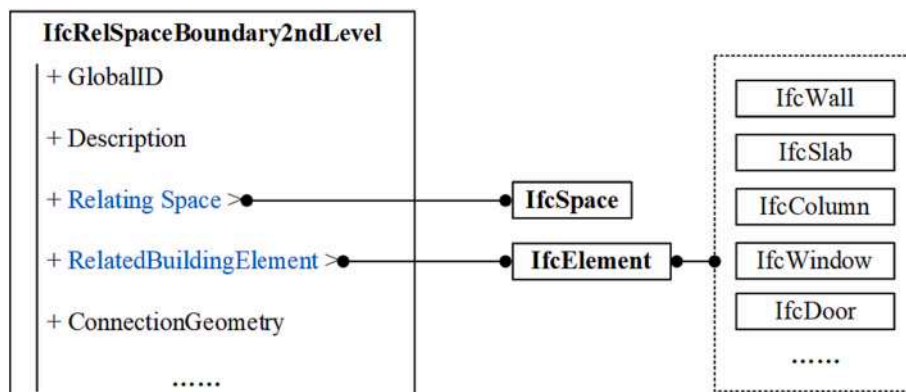 IfcRelSpaceBoundary2ndLevel
+ GlobalID
+ Description
+ Relating Space >
+ RelatedBuildingElement >
+ ConnectionGeometry
......
IfcSpace
IfcElement
IfcWall
IfcSlab
IfcColumn
IfcWindow
IfcDoor
......